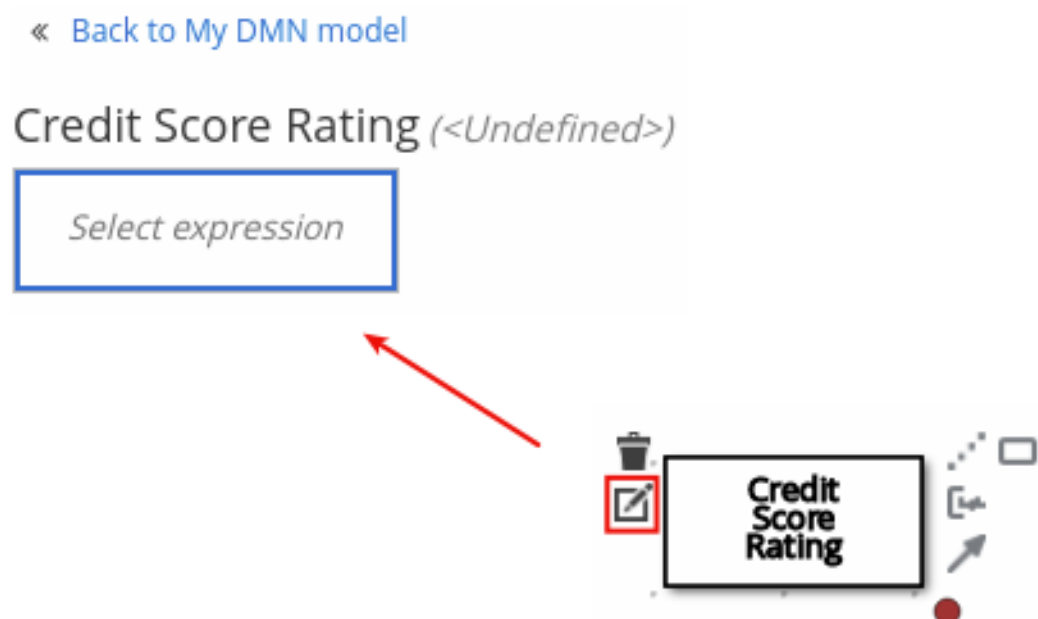 « Back to My DMN model
Credit Score Rating (<Undefined>)
Select expression
Credit
Score
Rating